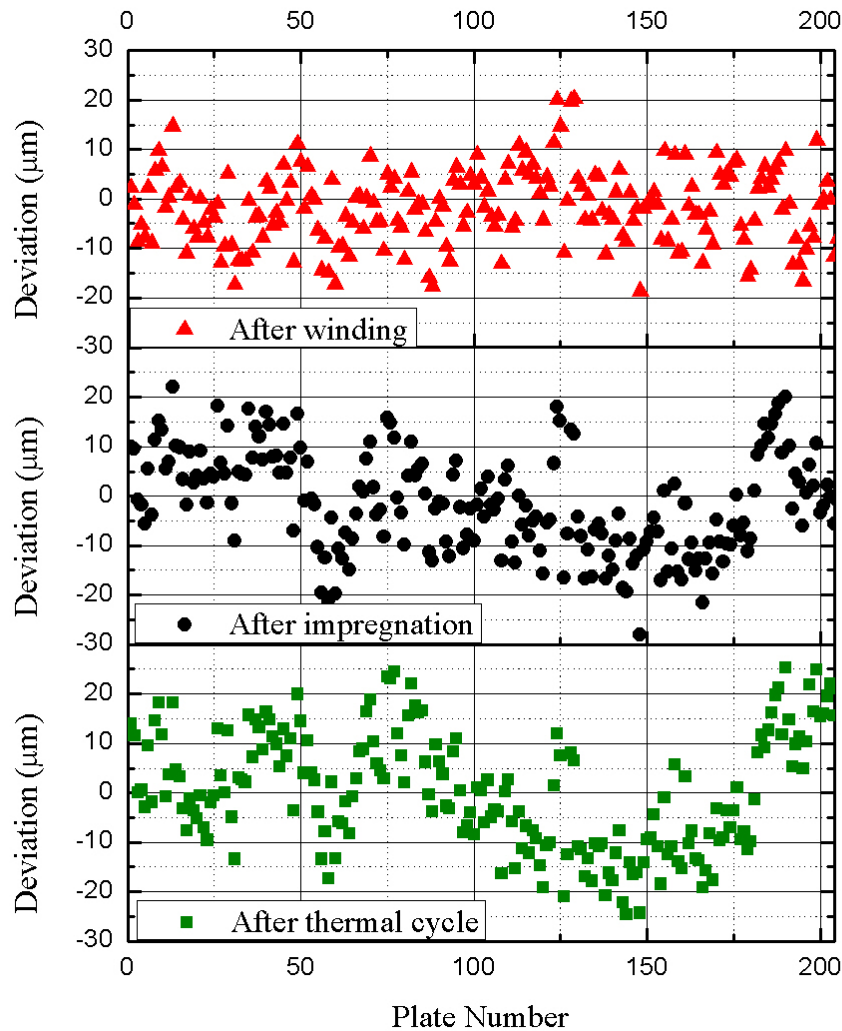 0 50 100 150 200
30
20
10
0
-10
-20
-30
Deviation (μm)
After winding
20
10
0
-10
-20
-30
Deviation (μm)
After impregnation
20
10
0
-10
-20
-30
Deviation (μm)
After thermal cycle
0 50 100 150 200
Plate Number